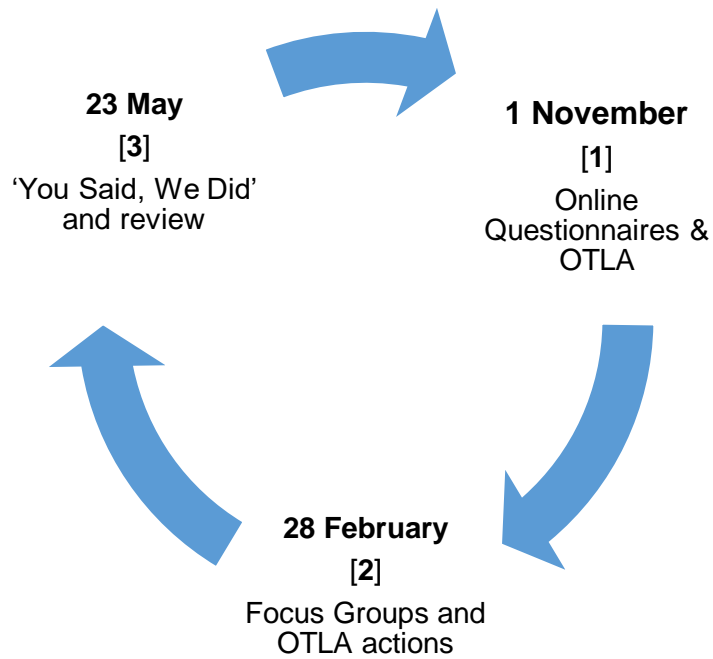 1 November
[1]
Online
Questionnaires &
OTLA
28 February
[2]
Focus Groups and
OTLA actions
23 May
[3]
‘You Said, We Did’
and review